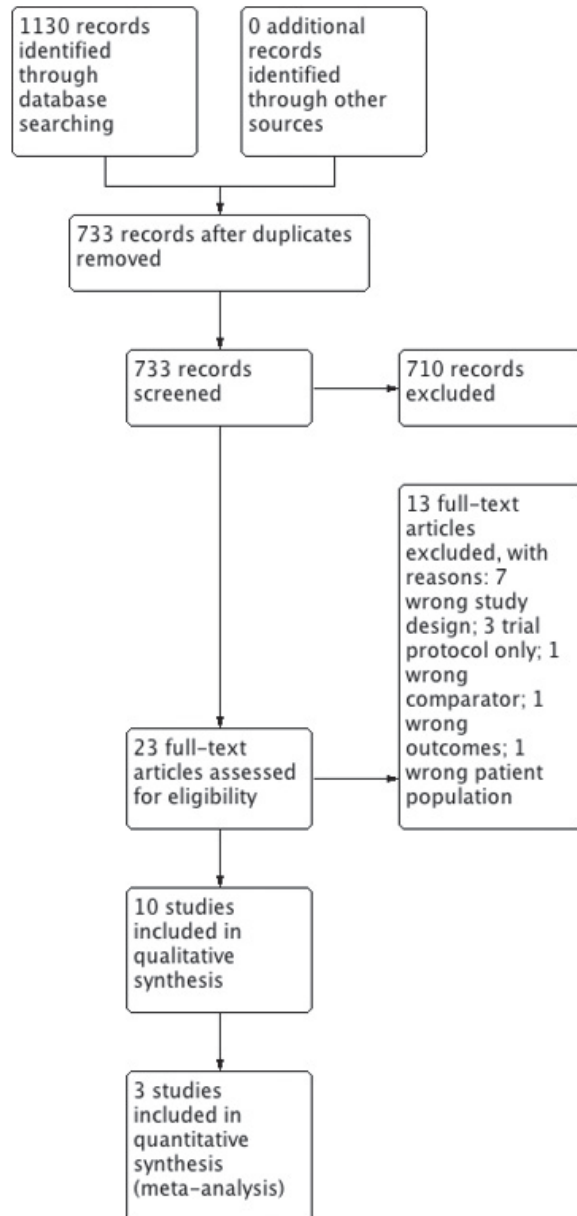 1130 records
identified
through
database
searching
0 additional
records
identified
through other
sources
733 records after duplicates
removed
733 records
screened
710 records
excluded
13 full-text
articles
excluded, with
reasons: 7
wrong study
design; 3 trial
protocol only; 1
wrong
comparator; 1
wrong
outcomes; 1
wrong patient
population
23 full-text
articles assessed
for eligibility
10 studies
included in
qualitative
synthesis
3 studies
included in
quantitative
synthesis
(meta-analysis)